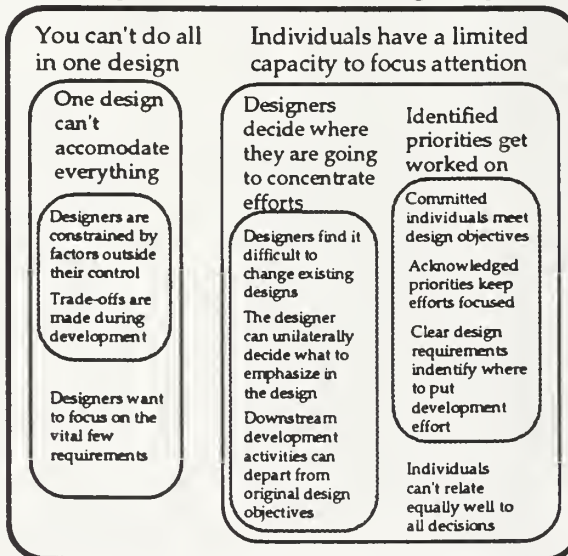 You can't do all
in one design
One design
can't
accomodate
everything
Designers are
constrained by
factors outside
their control
Trade-offs are
made during
development
Designers want
to focus on the
vital few
requirements
Individuals have a limited
capacity to focus attention
Designers
decide where
they are going
to concentrate
efforts
Designers find it
difficult to
change existing
designs
The designer
can unilaterally
decide what to
emphasize in
the design
Downstream
development
activities can
depart from
original design
objectives
Identified
priorities get
worked on
Committed
individuals meet
design objectives
Acknowledged
priorities keep
efforts focused
Clear design
requirements
indentify where
to put
development
effort
Individuals
can't relate
equally well to
all decisions